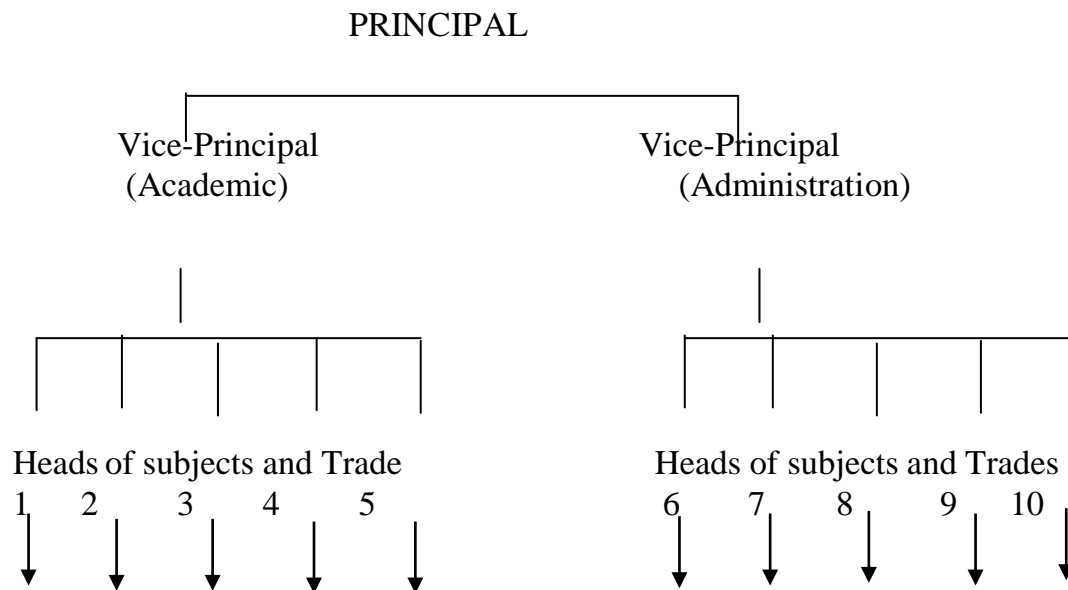 PRINCIPAL
Vice-Principal Vice-Principal
(Academic) (Administration)
Heads of subjects and Trade Heads of subjects and Trades
1 2 3 4 5 6 7 8 9 10